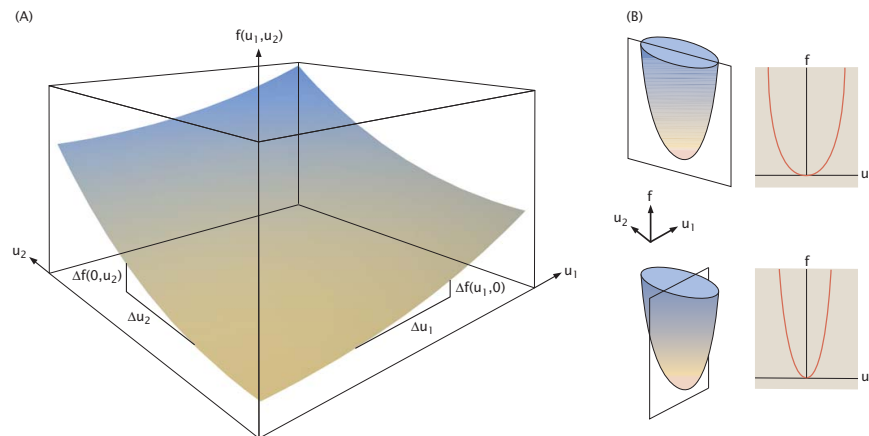 (A)
f(u₁,u₂)
u₂
Δf(0,u₂)
Δu₂
Δu₁
Δf(u₁,0)
u₁
(B)
f
u
f
u₂
u₁
f
u